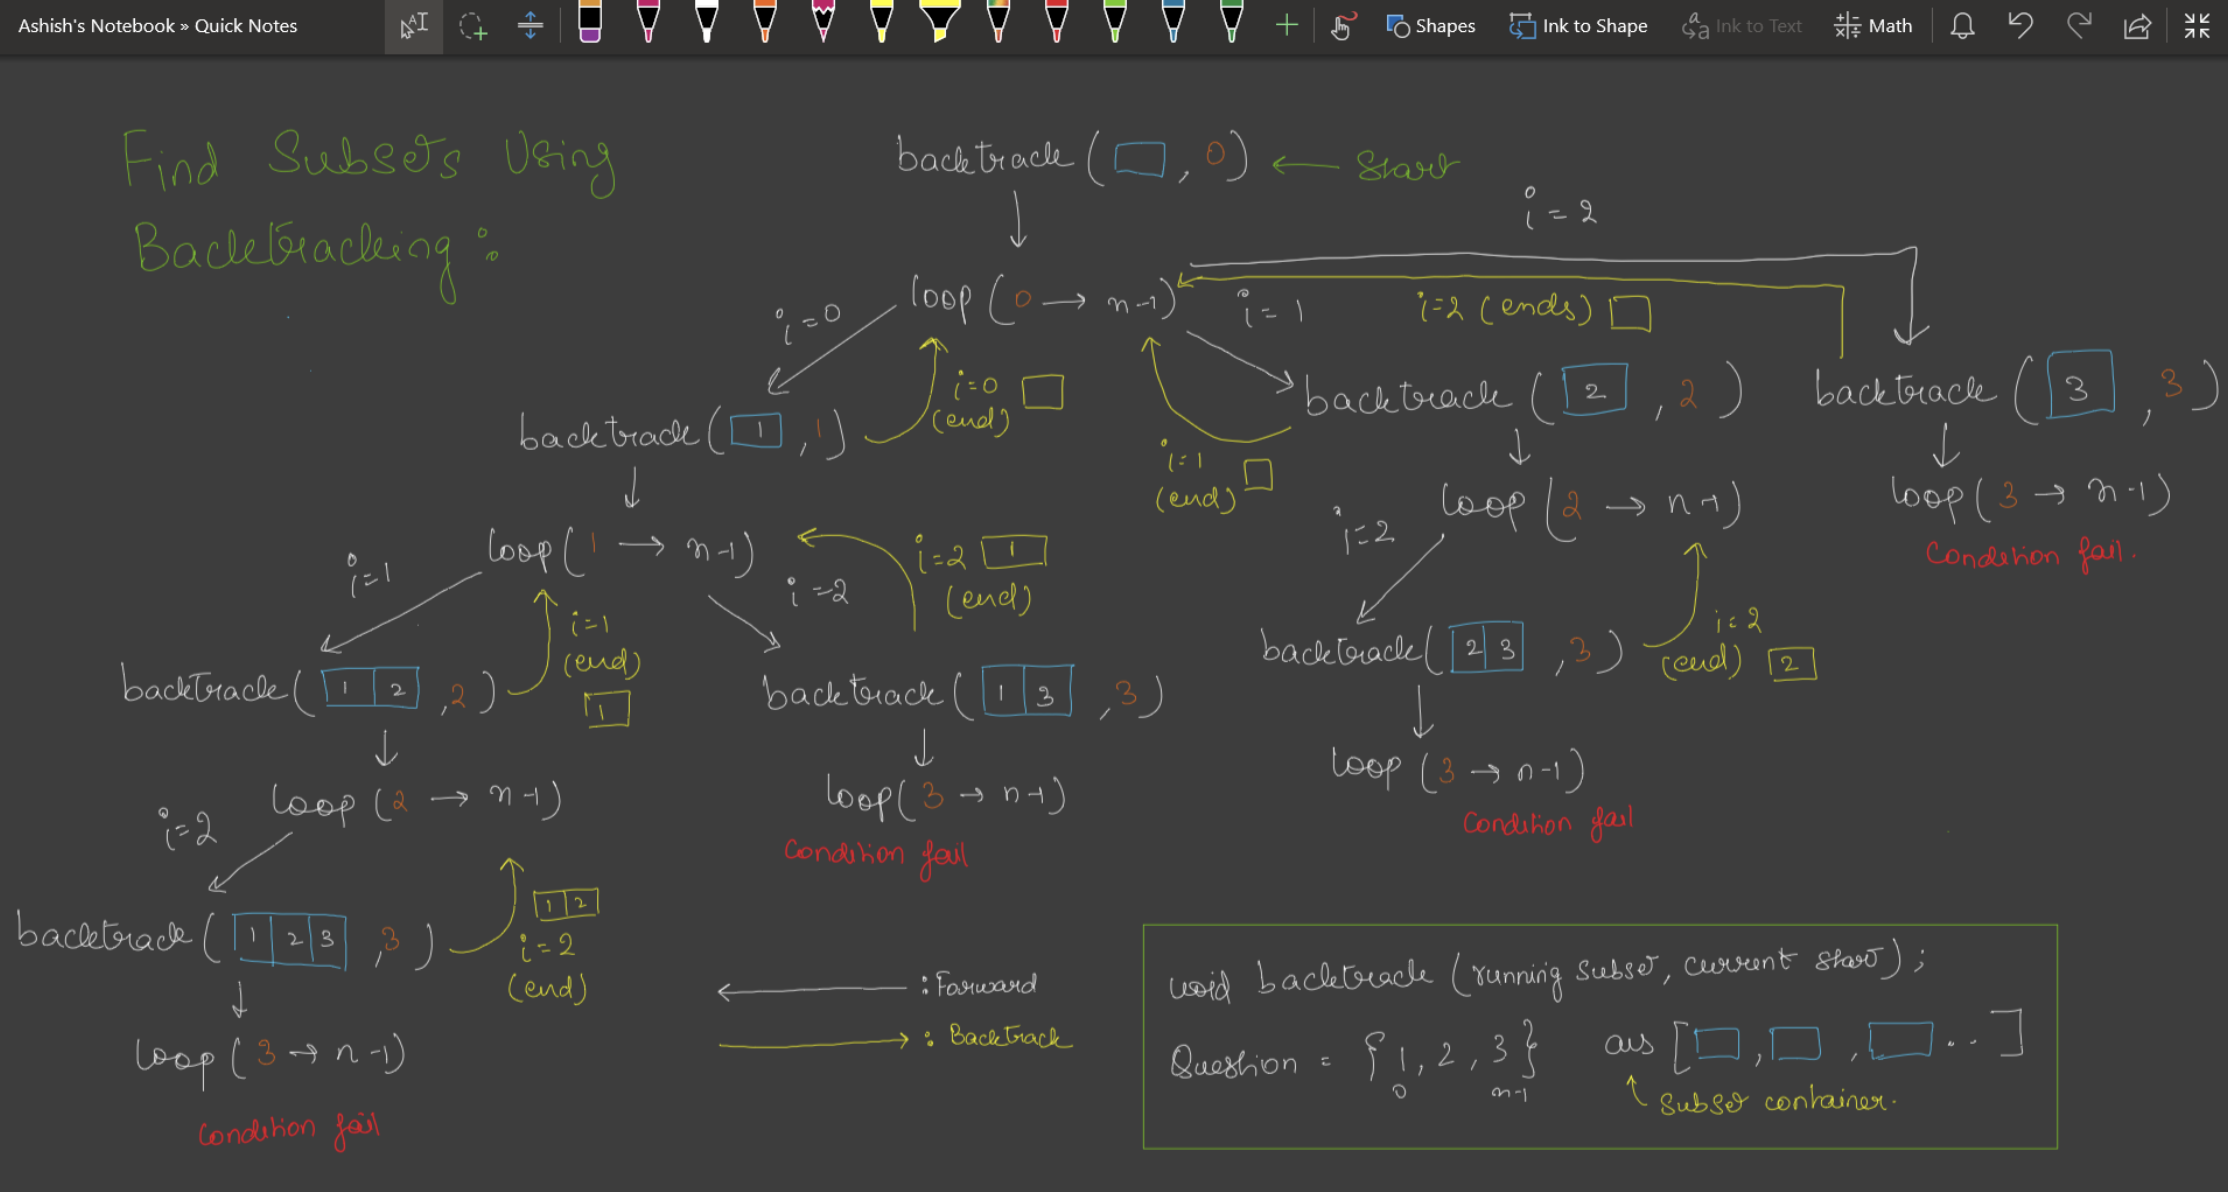 Ashish's Notebook » Quick Notes
Shapes
Ink to Shape
Ink to Text
Math
Find Subsets Using
Backtracking :
backtrack ( , 0) ← Start
i = 2
loop (0 → n-1)
i=0
i= 1
i=2 (ends)
i=0
(end)
backtrack ( 2 , 2 )
backtrack ( 3 , 3 )
backtrack ( 1 , 1 )
i=1
(end)
loop (2 → n-1)
loop ( 3 → n-1)
Condition fail.
i=2
loop ( 1 → n-1)
i=1
i=2
i=2 1
(end)
i=1
(end)
1
backtrack( 2 3 , 3 )
i=2
(end) 2
backtrack( 1 2 ,2 )
backtrack ( 1 3 , 3 )
loop (3 → n-1)
Condition fail
loop (2 → n-1)
i=2
loop( 3 → n-1)
Condition fail
backtrack ( 1 2 3 ,3 )
1 2
i=2
(end)
loop ( 3 → n-1)
Condition fail
← : Forward
→ : Backtrack
void backtrack (running subset, current start) ;
Question = { 1, 2, 3 } ans [ , , .. ]
0 n-1
subset container.